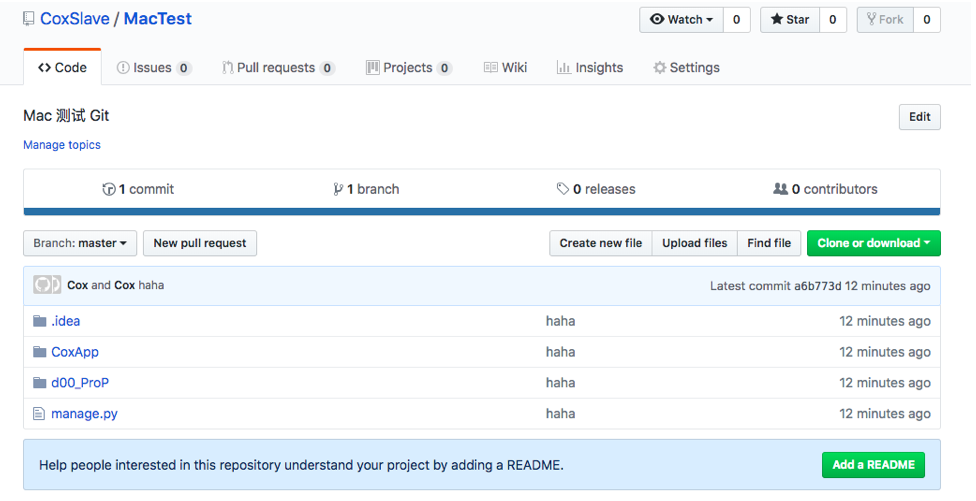 CoxSlave / MacTest Watch 0 Star 0 Fork 0
Code Issues 0 Pull requests 0 Projects 0 Wiki Insights Settings
Mac 测试 Git Edit
Manage topics
1 commit 1 branch 0 releases 0 contributors
Branch: master New pull request Create new file Upload files Find file Clone or download
Cox and Cox haha Latest commit a6b773d 12 minutes ago
.idea haha 12 minutes ago
CoxApp haha 12 minutes ago
d00_ProP haha 12 minutes ago
manage.py haha 12 minutes ago
Help people interested in this repository understand your project by adding a README. Add a README